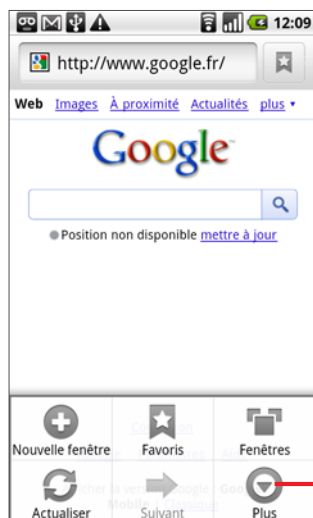 12:09
http://www.google.fr/
Web Images À proximité Actualités plus
Google
Position non disponible mettre à jour
Nouvelle fenêtre Favoris Fenêtres
Actualiser Suivant Plus